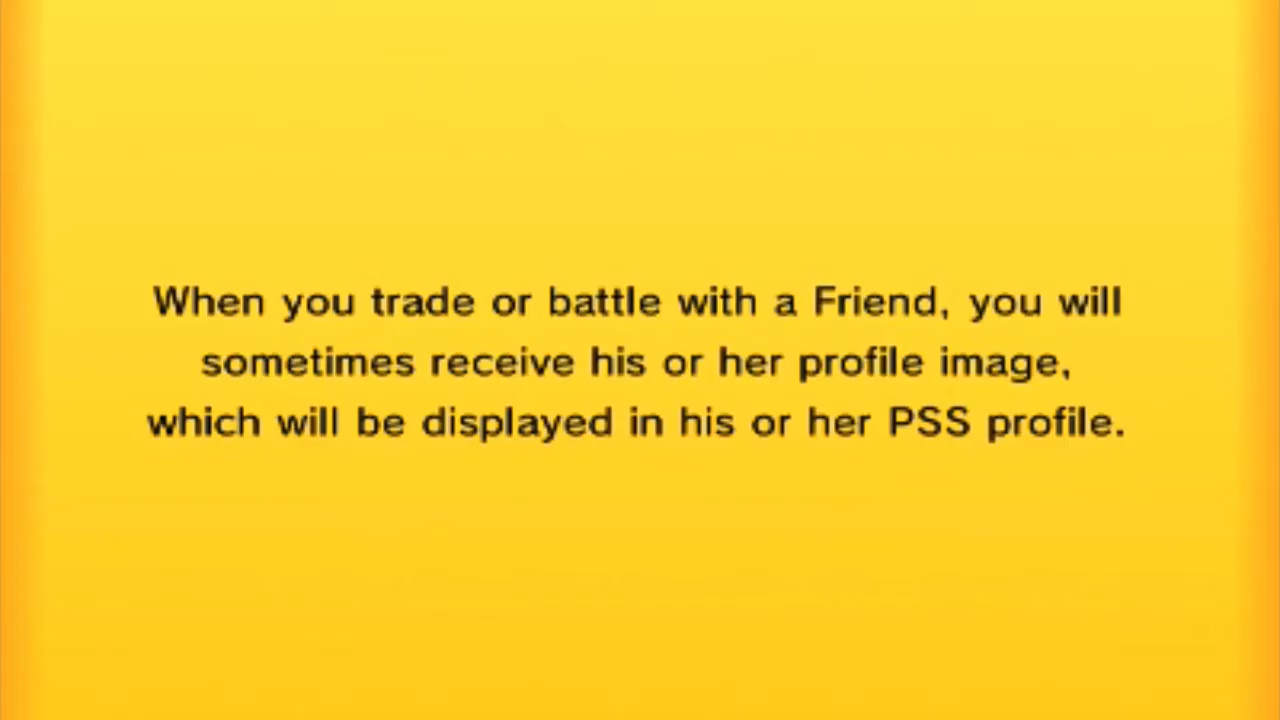 When you trade or battle with a Friend, you will
sometimes receive his or her profile image,
which will be displayed in his or her PSS profile.